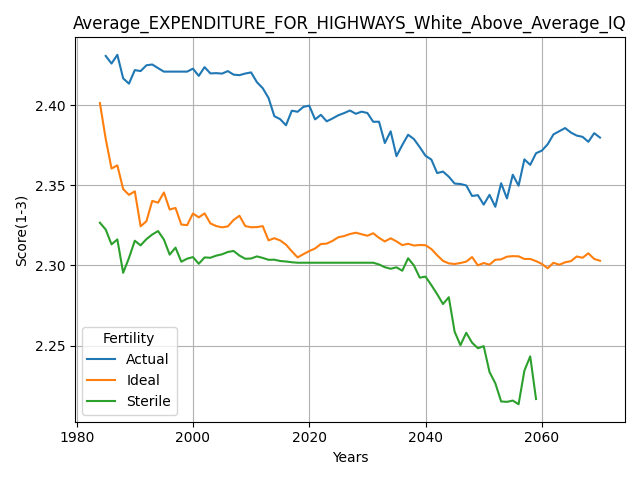 Average_EXPENDITURE_FOR_HIGHWAYS_White_Above_Average_IQ
Score(1-3)
2.40
2.35
2.30
2.25
Fertility
Actual
Ideal
Sterile
1980
2000
2020
2040
2060
Years